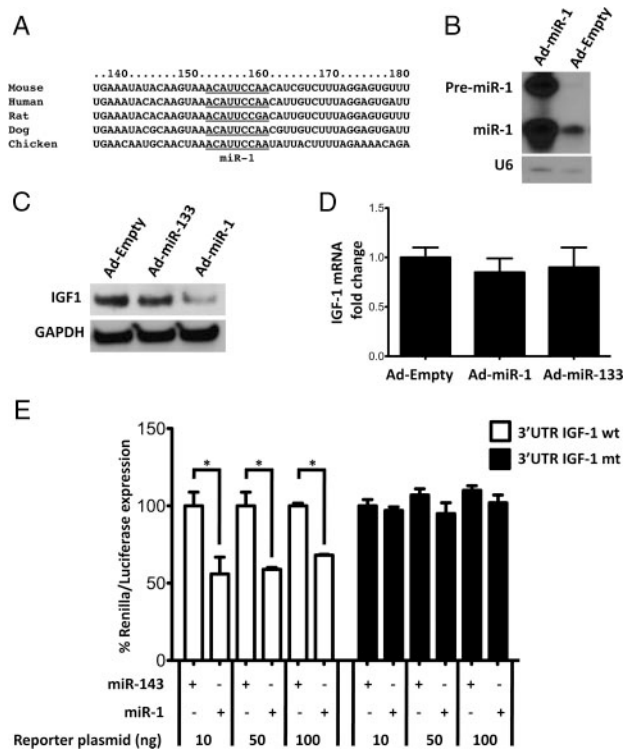 A
..140.......150.......160.......170.......180
Mouse UGAAAUAUACAAGUAAACAUUCCAACAUCGUCUUUAGGAGUGUUU
Human UGAAAUACACAAGUAAACAUUCCAACAUUGUCUUUAGGAGUGAUU
Rat UGAAAUACACAAGUAAACAUUCCGACAUCGUCUUUAGGAGUGUUU
Dog UGAAAUACACAAGUAAACAUUCCAACAUUGUCUUUAGGAGUGAUU
Chicken UGAACAUGCAACUAAACAUUCCAAUAUUACUUUUAGAAAACAGA
miR-1
B
Ad-miR-1
Ad-Empty
Pre-miR-1
miR-1
U6
C
Ad-Empty
Ad-miR-133
Ad-miR-1
IGF1
GAPDH
D
IGF-1 mRNA
fold change
1.5
1.0
0.5
0.0
Ad-Empty Ad-miR-1 Ad-miR-133
E
% Renilla/Luciferase expression
150
100
50
0
* * *
3'UTR IGF-1 wt
3'UTR IGF-1 mt
miR-143 + - + - + - + - + - + -
miR-1 - + - + - + - + - + - +
Reporter plasmid (ng) 10 50 100 10 50 100